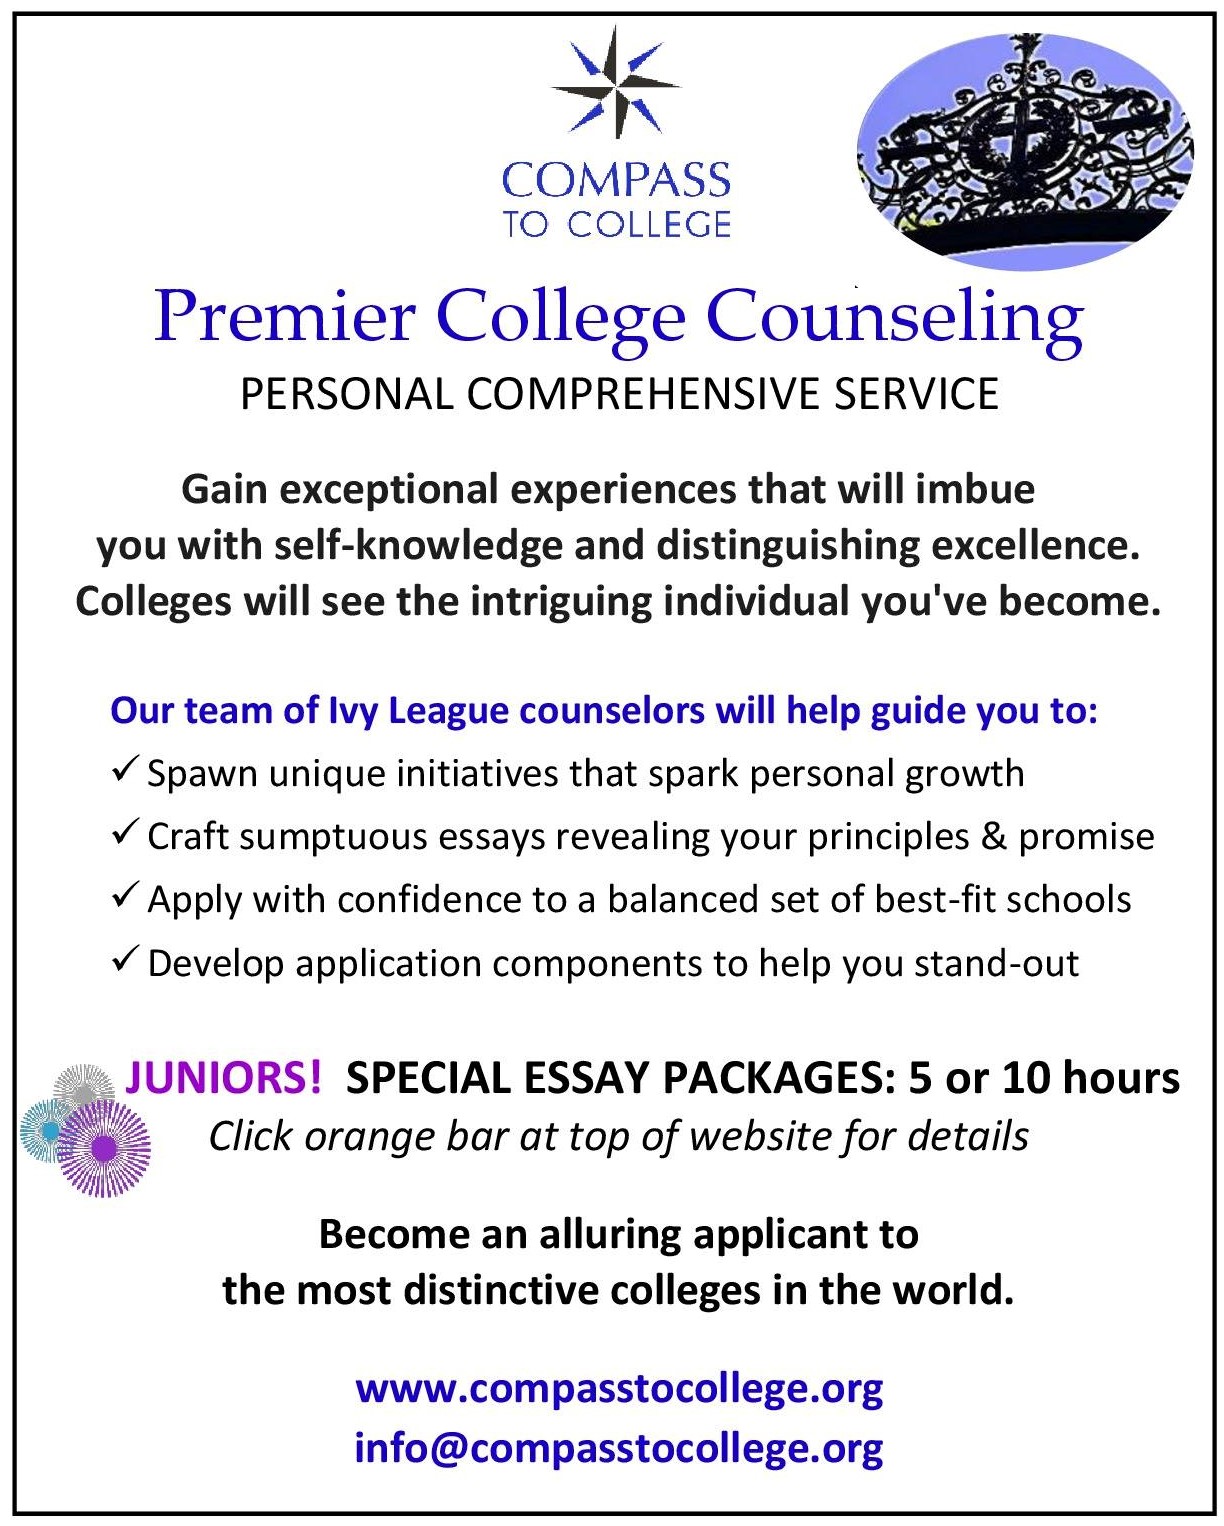 COMPASS
TO COLLEGE
Premier College Counseling
PERSONAL COMPREHENSIVE SERVICE
Gain exceptional experiences that will imbue
you with self-knowledge and distinguishing excellence.
Colleges will see the intriguing individual you've become.
Our team of Ivy League counselors will help guide you to:
✓ Spawn unique initiatives that spark personal growth
✓ Craft sumptuous essays revealing your principles & promise
✓ Apply with confidence to a balanced set of best-fit schools
✓ Develop application components to help you stand-out
JUNIORS! SPECIAL ESSAY PACKAGES: 5 or 10 hours
Click orange bar at top of website for details
Become an alluring applicant to
the most distinctive colleges in the world.
www.compasstocollege.org
info@compasstocollege.org